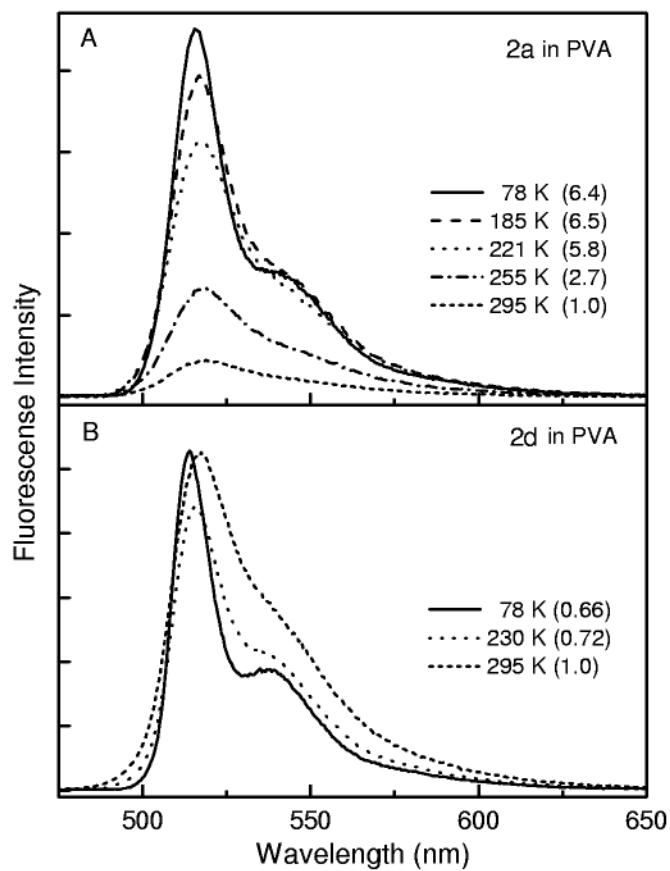 A
2a in PVA
78 K (6.4)
185 K (6.5)
221 K (5.8)
255 K (2.7)
295 K (1.0)
Fluorescense Intensity
B
2d in PVA
78 K (0.66)
230 K (0.72)
295 K (1.0)
500 550 600 650
Wavelength (nm)